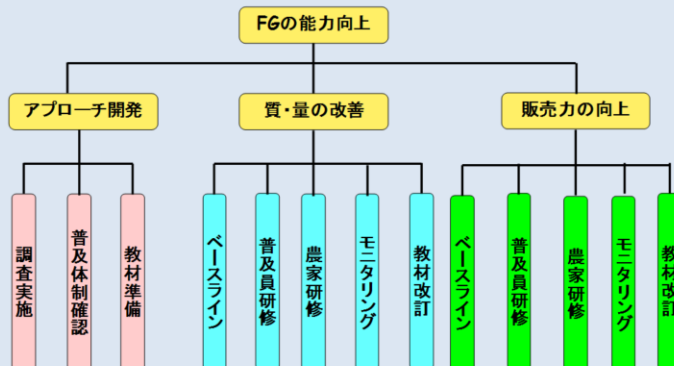 FGの能力向上
アプローチ開発
質・量の改善
販売力の向上
調査実施
普及体制確認
教材準備
ベースライン
普及員研修
農家研修
モニタリング
教材改訂
ベースライン
普及員研修
農家研修
モニタリング
教材改訂